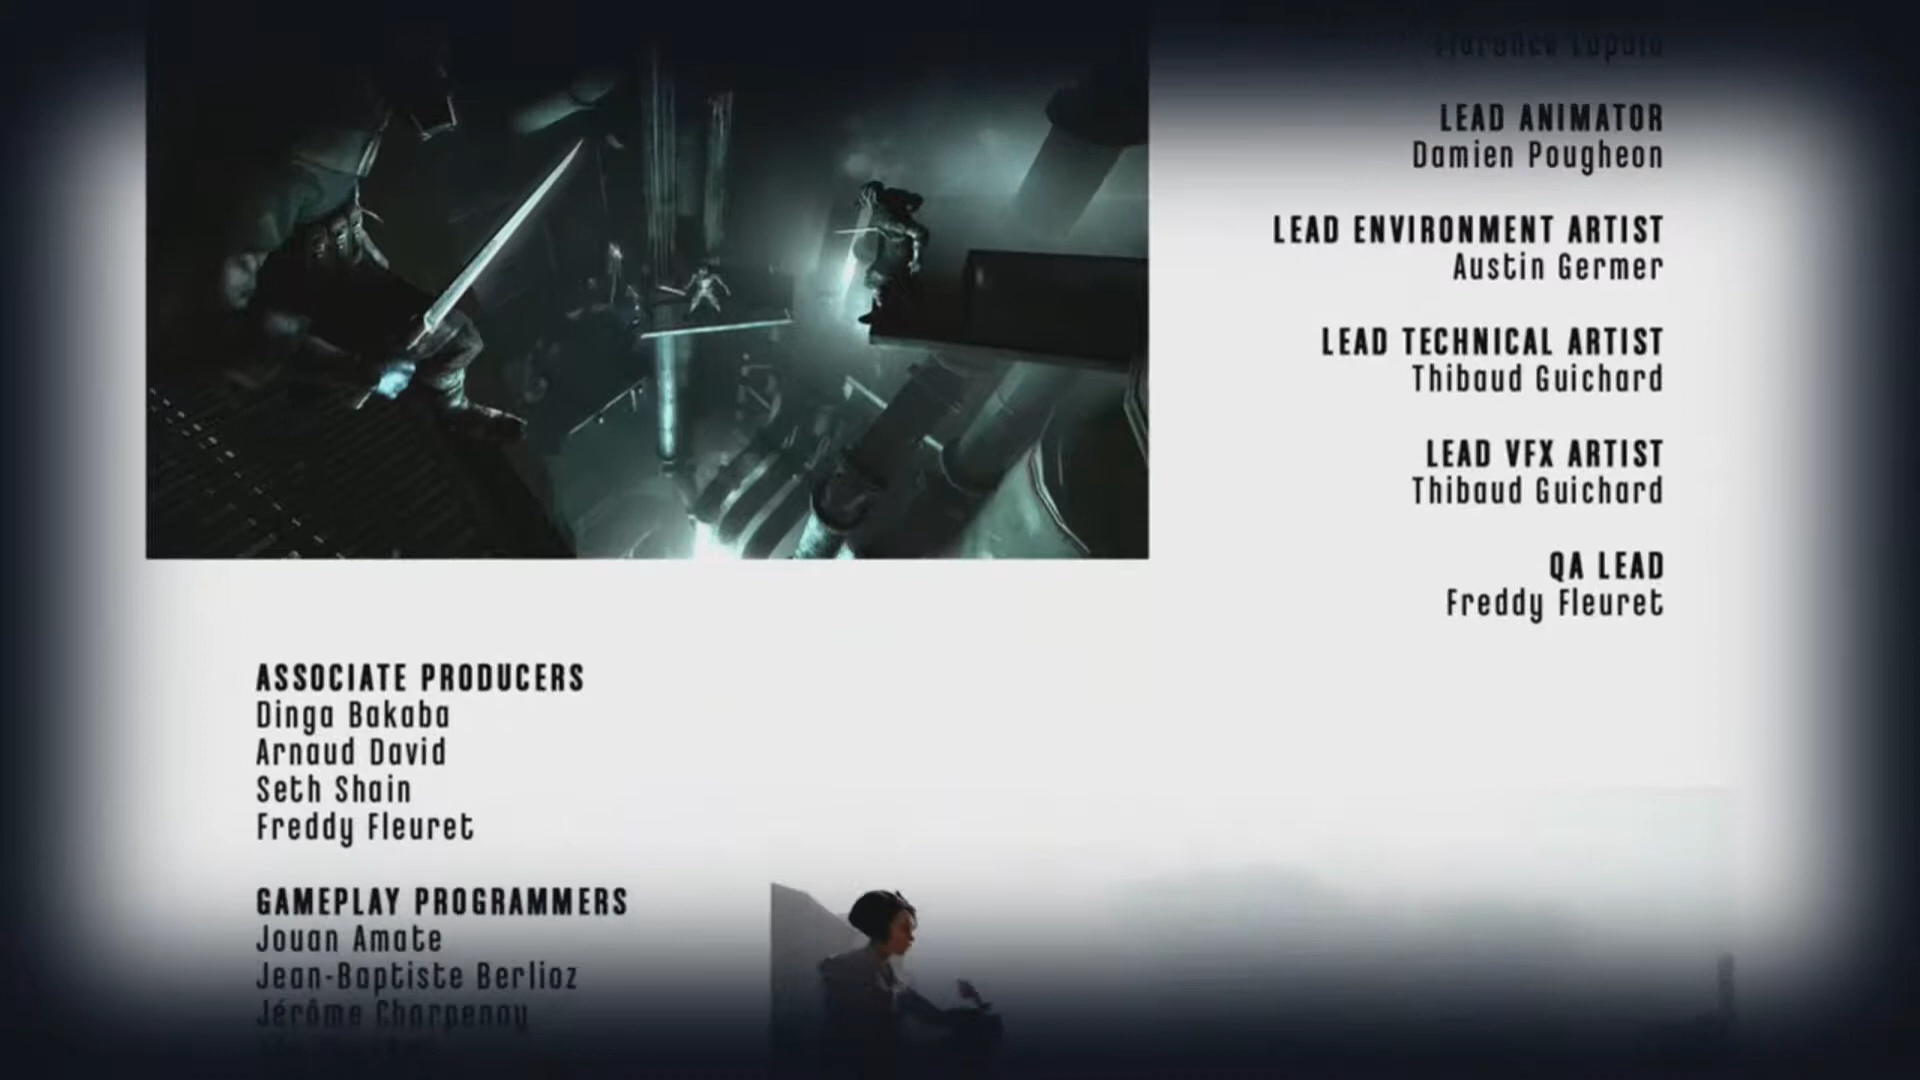 LEAD ANIMATOR
Damien Pougheon
LEAD ENVIRONMENT ARTIST
Austin Germer
LEAD TECHNICAL ARTIST
Thibaud Guichard
LEAD VFX ARTIST
Thibaud Guichard
QA LEAD
Freddy Fleuret
ASSOCIATE PRODUCERS
Dinga Bakaba
Arnaud David
Seth Shain
Freddy Fleuret
GAMEPLAY PROGRAMMERS
Jouan Amate
Jean-Baptiste Berlioz
Jérôme Charpenay